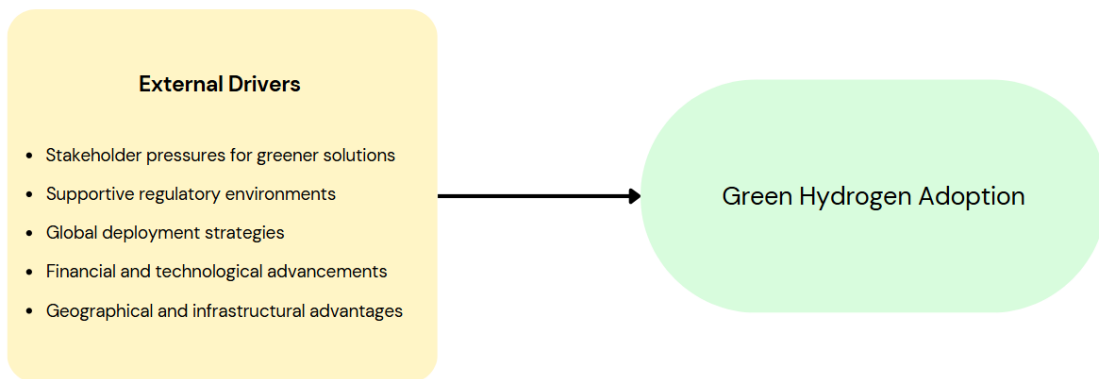 External Drivers
• Stakeholder pressures for greener solutions
• Supportive regulatory environments
• Global deployment strategies
• Financial and technological advancements
• Geographical and infrastructural advantages
Green Hydrogen Adoption